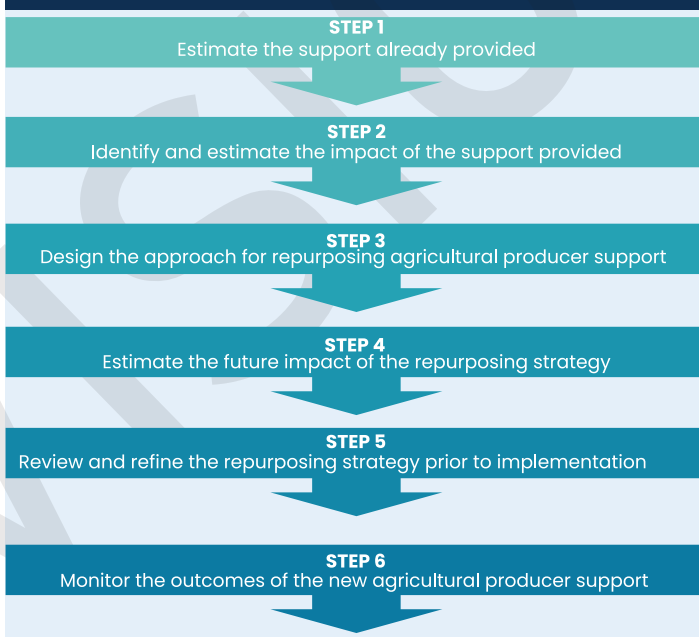 STEP 1
Estimate the support already provided
STEP 2
Identify and estimate the impact of the support provided
STEP 3
Design the approach for repurposing agricultural producer support
STEP 4
Estimate the future impact of the repurposing strategy
STEP 5
Review and refine the repurposing strategy prior to implementation
STEP 6
Monitor the outcomes of the new agricultural producer support